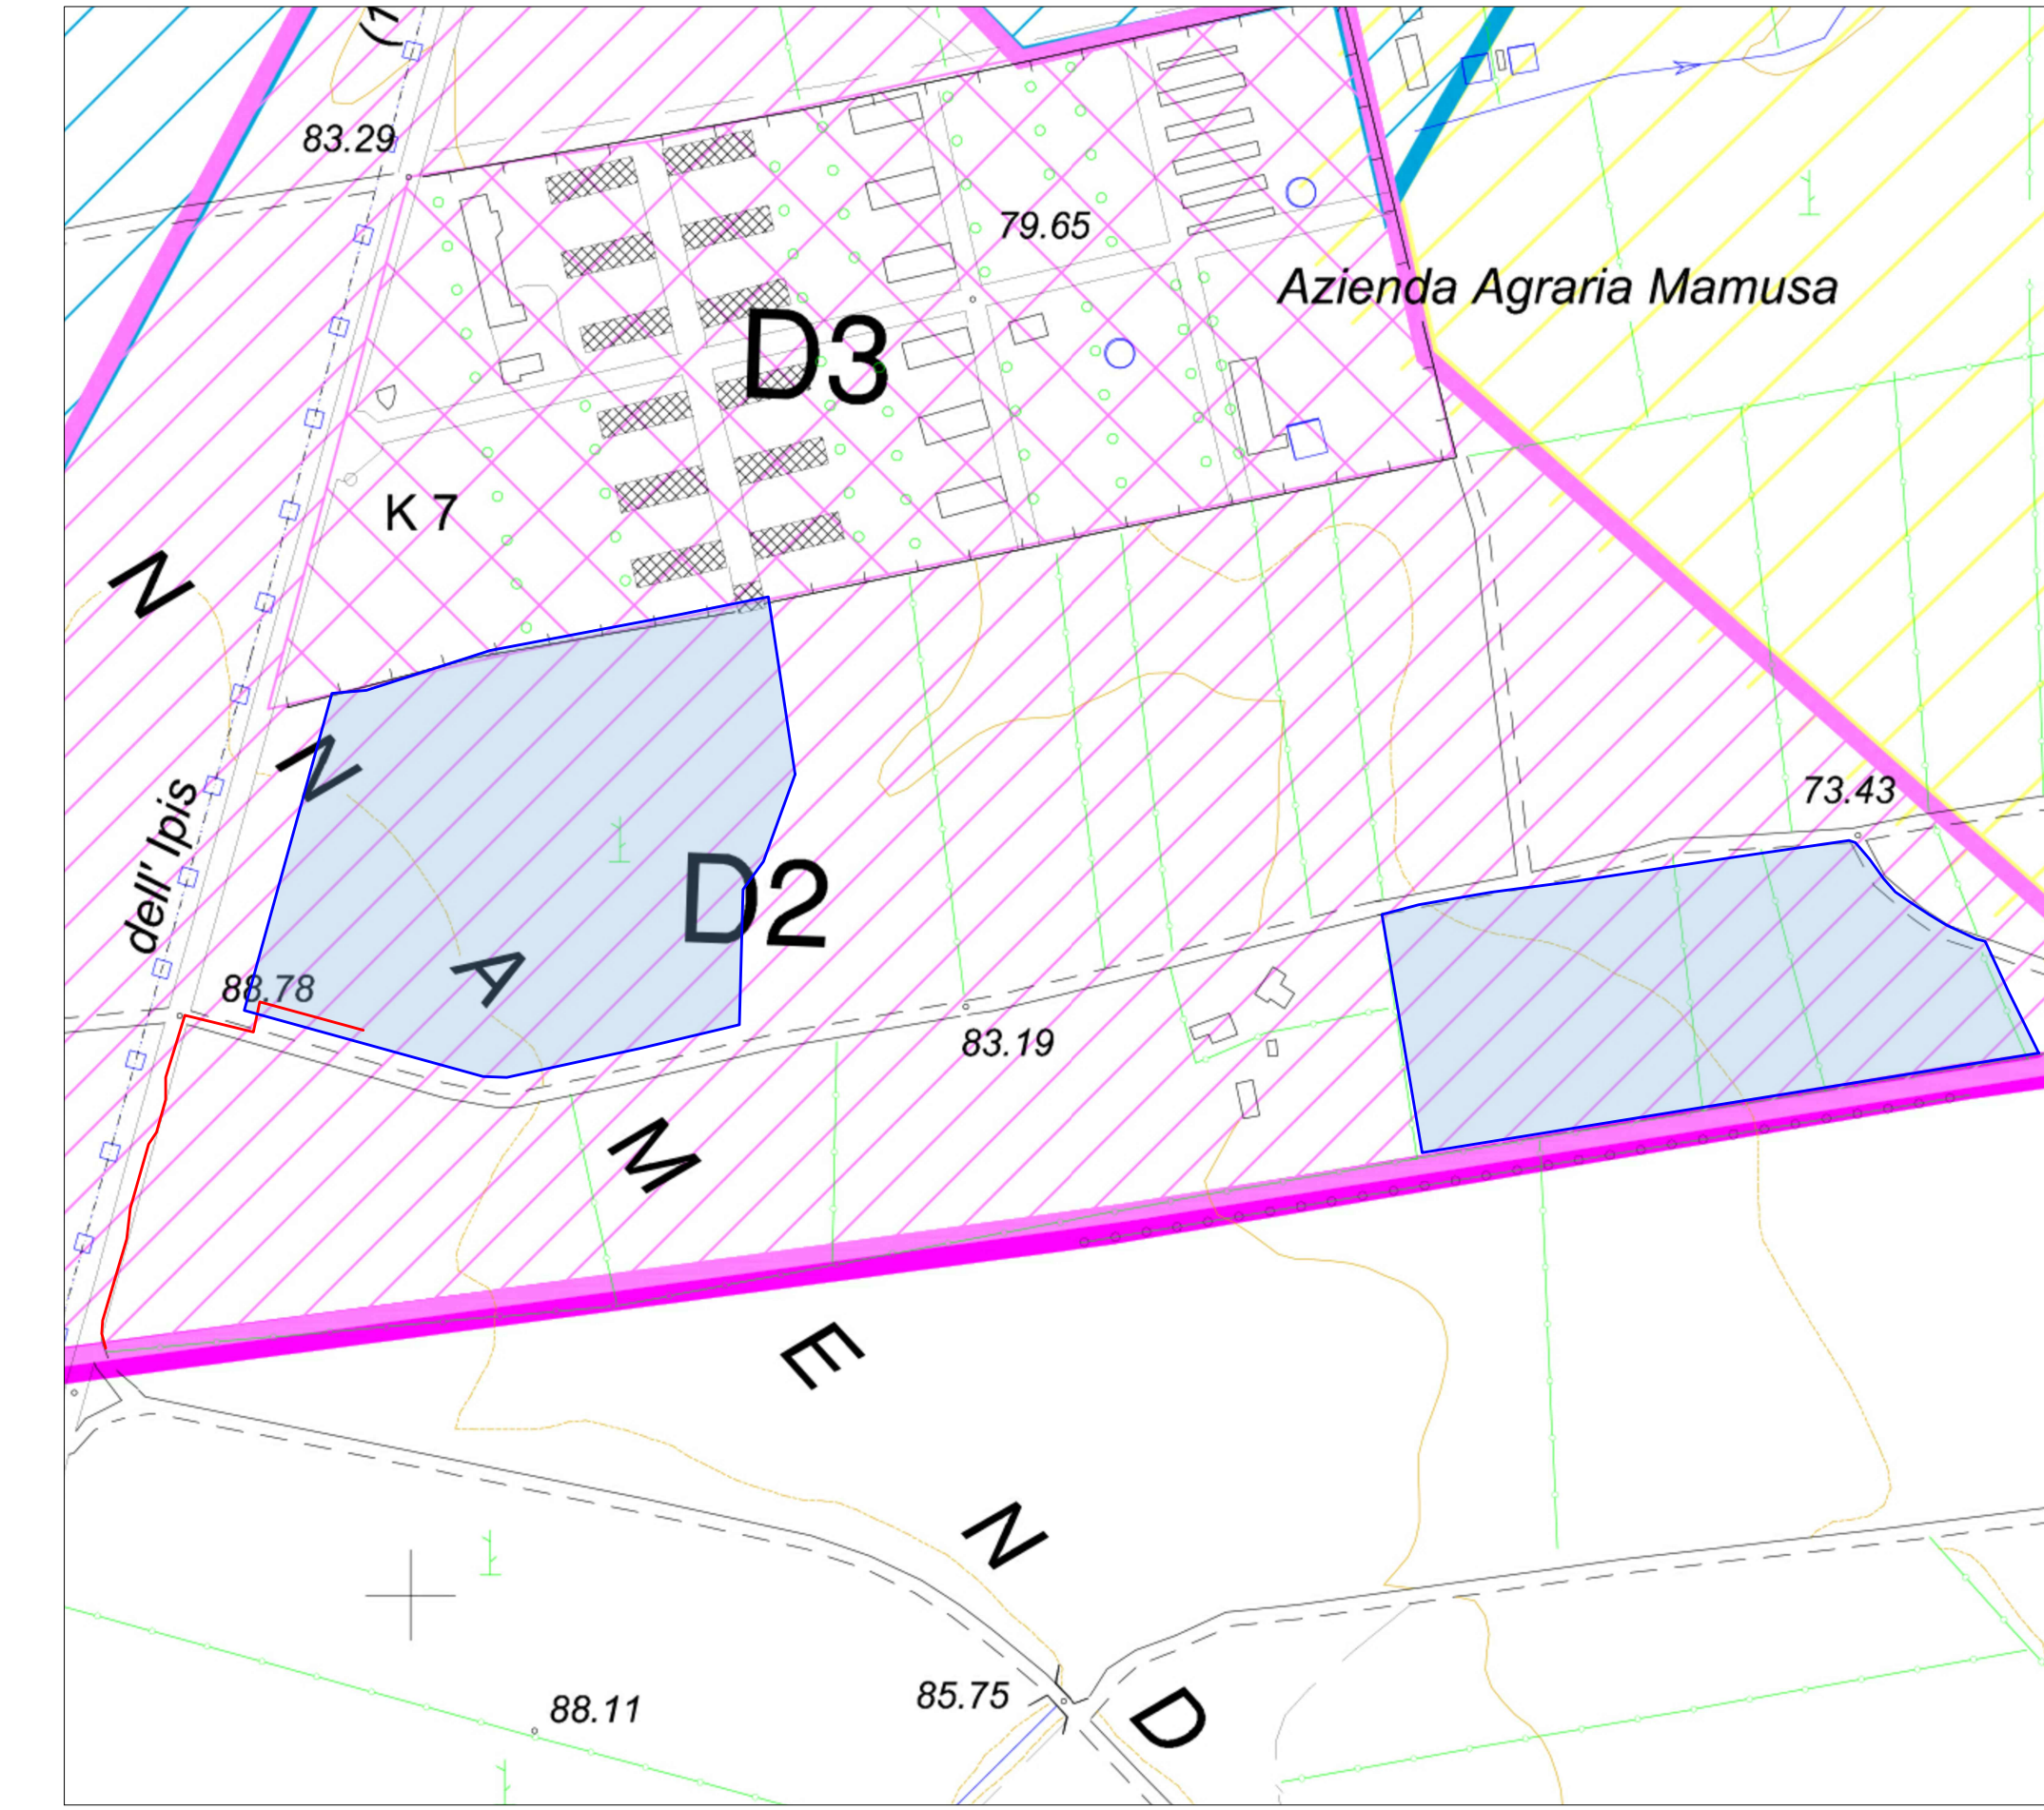 (1
83.29
79.65
Azienda Agraria Mamusa
D3
K 7
N
N
73.43
dell' Ipis
D2
A
88.78
83.19
M
E
N
85.75
88.11
D